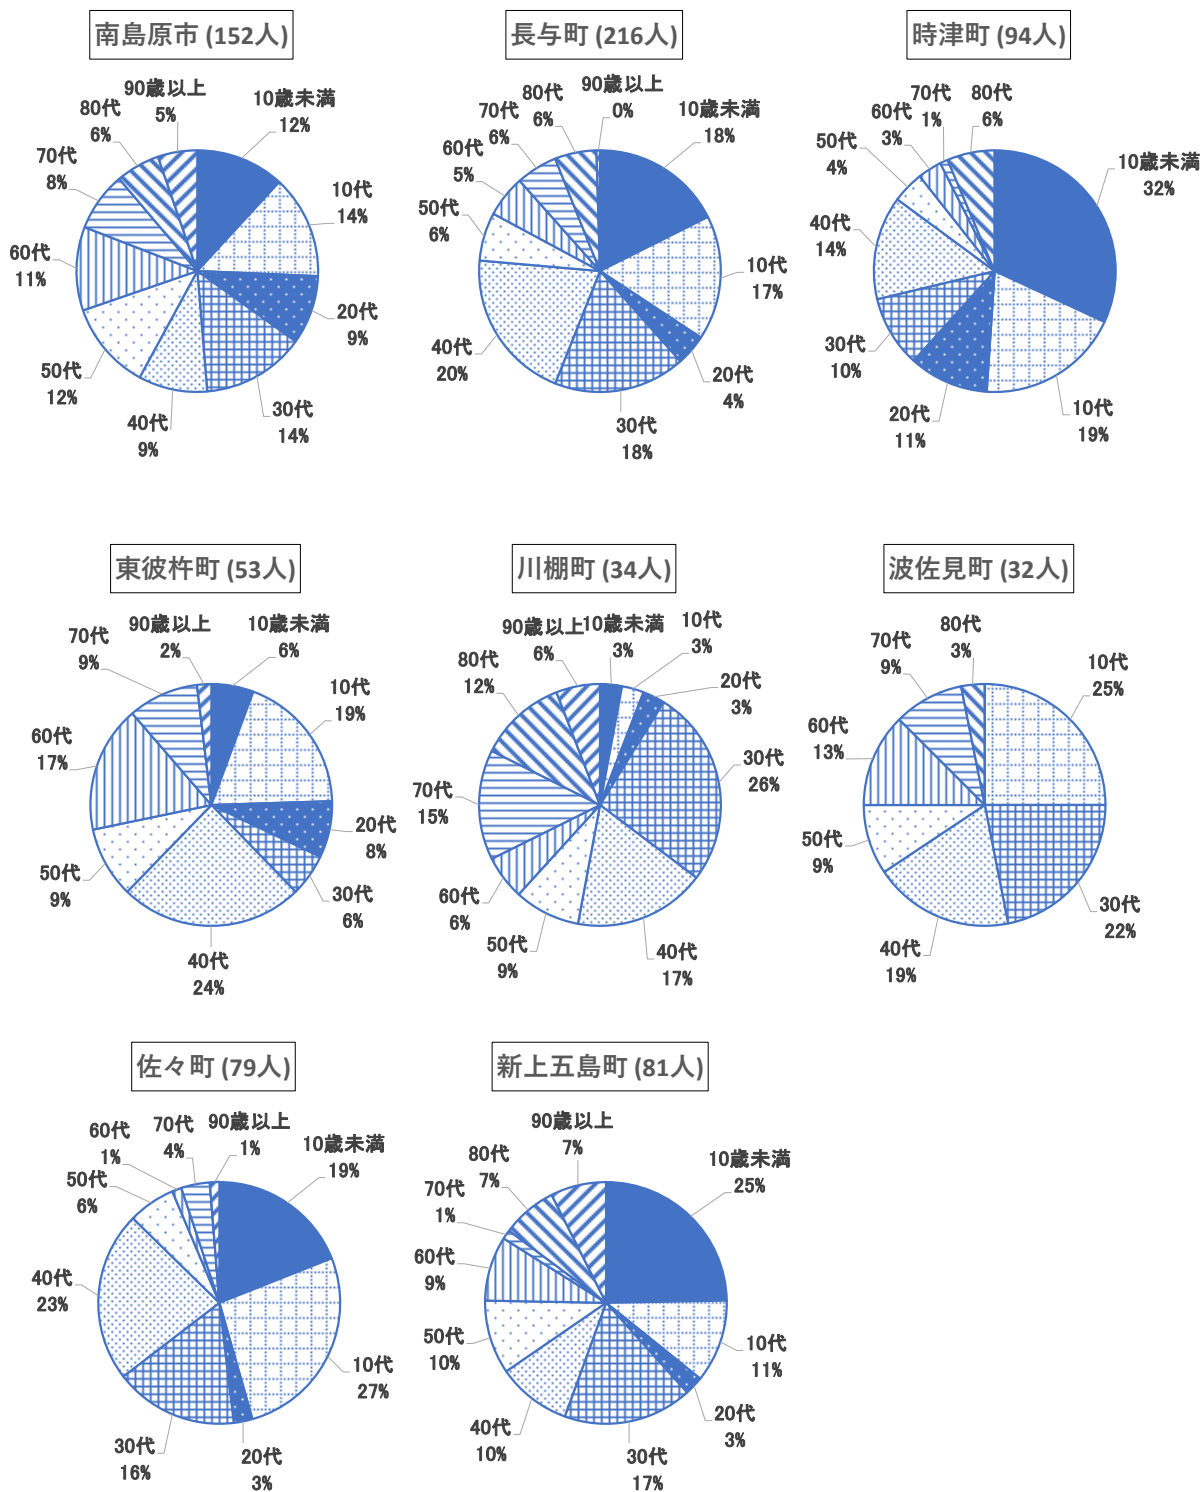 南島原市 (152人)
90歳以上
5%
10歳未満
12%
80代
6%
70代
8%
10代
14%
60代
11%
20代
9%
50代
12%
40代
9%
30代
14%
長与町 (216人)
90歳以上
0%
10歳未満
18%
80代
6%
70代
6%
60代
5%
50代
6%
10代
17%
40代
20%
20代
4%
30代
18%
時津町 (94人)
80代
6%
70代
1%
60代
3%
50代
4%
10歳未満
32%
40代
14%
30代
10%
20代
11%
10代
19%
東彼杵町 (53人)
90歳以上
2%
10歳未満
6%
70代
9%
10代
19%
60代
17%
20代
8%
50代
9%
30代
6%
40代
24%
川棚町 (34人)
90歳以上
6%
10歳未満
3%
10代
3%
80代
12%
20代
3%
30代
26%
70代
15%
60代
6%
50代
9%
40代
17%
波佐見町 (32人)
80代
3%
70代
9%
10代
25%
60代
13%
50代
9%
30代
22%
40代
19%
佐々町 (79人)
90歳以上
1%
70代
4%
60代
1%
10歳未満
19%
50代
6%
40代
23%
10代
27%
30代
16%
20代
3%
新上五島町 (81人)
90歳以上
7%
80代
7%
10歳未満
25%
70代
1%
60代
9%
50代
10%
10代
11%
40代
10%
20代
3%
30代
17%